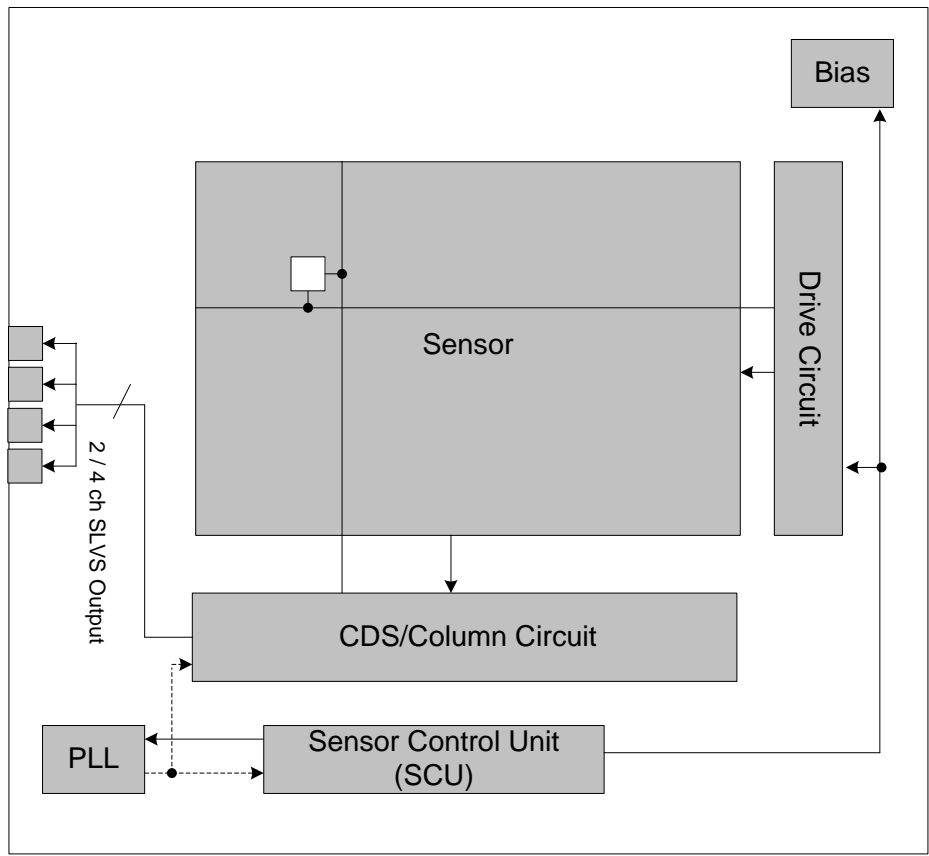 Bias
Drive Circuit
Sensor
2 / 4 ch SLVS Output
CDS/Column Circuit
PLL
Sensor Control Unit
(SCU)